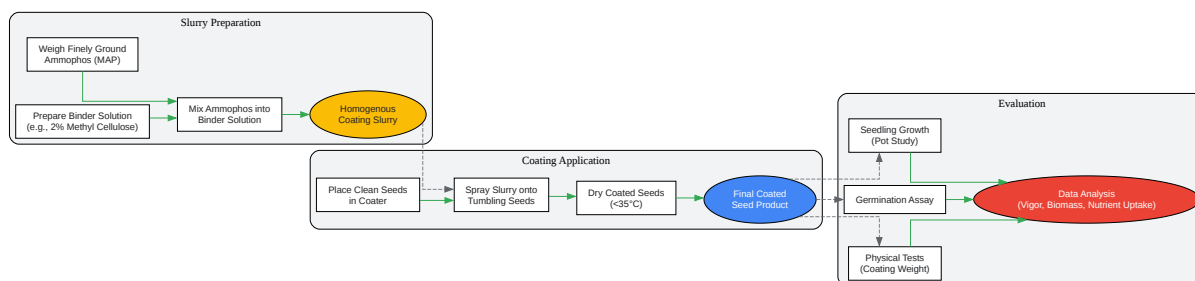 Slurry Preparation
Weigh Finely Ground
Ammophos (MAP)
Prepare Binder Solution
(e.g., 2% Methyl Cellulose)
Mix Ammophos into
Binder Solution
Homogenous
Coating Slurry
Coating Application
Place Clean Seeds
in Coater
Spray Slurry onto
Tumbling Seeds
Dry Coated Seeds
(<35°C)
Final Coated
Seed Product
Evaluation
Seedling Growth
(Pot Study)
Germination Assay
Physical Tests
(Coating Weight)
Data Analysis
(Vigor, Biomass, Nutrient Uptake)